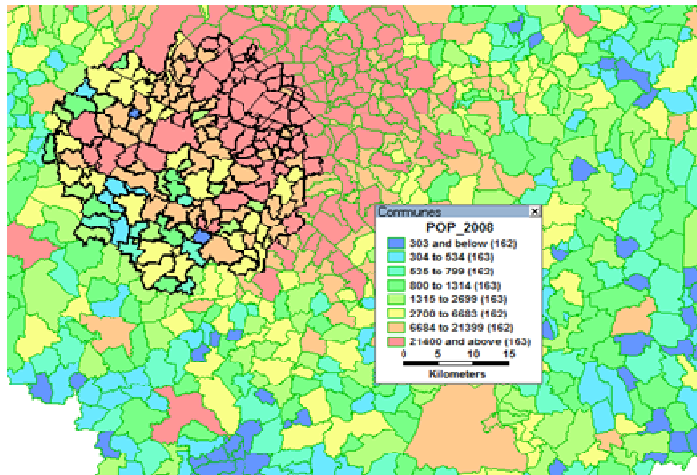 Communes
POP_2008
303 and below (162)
304 to 534 (163)
535 to 799 (162)
800 to 1314 (163)
1315 to 2699 (163)
2700 to 6683 (162)
6684 to 21399 (162)
21400 and above (163)
0 5 10 15
Kilometers